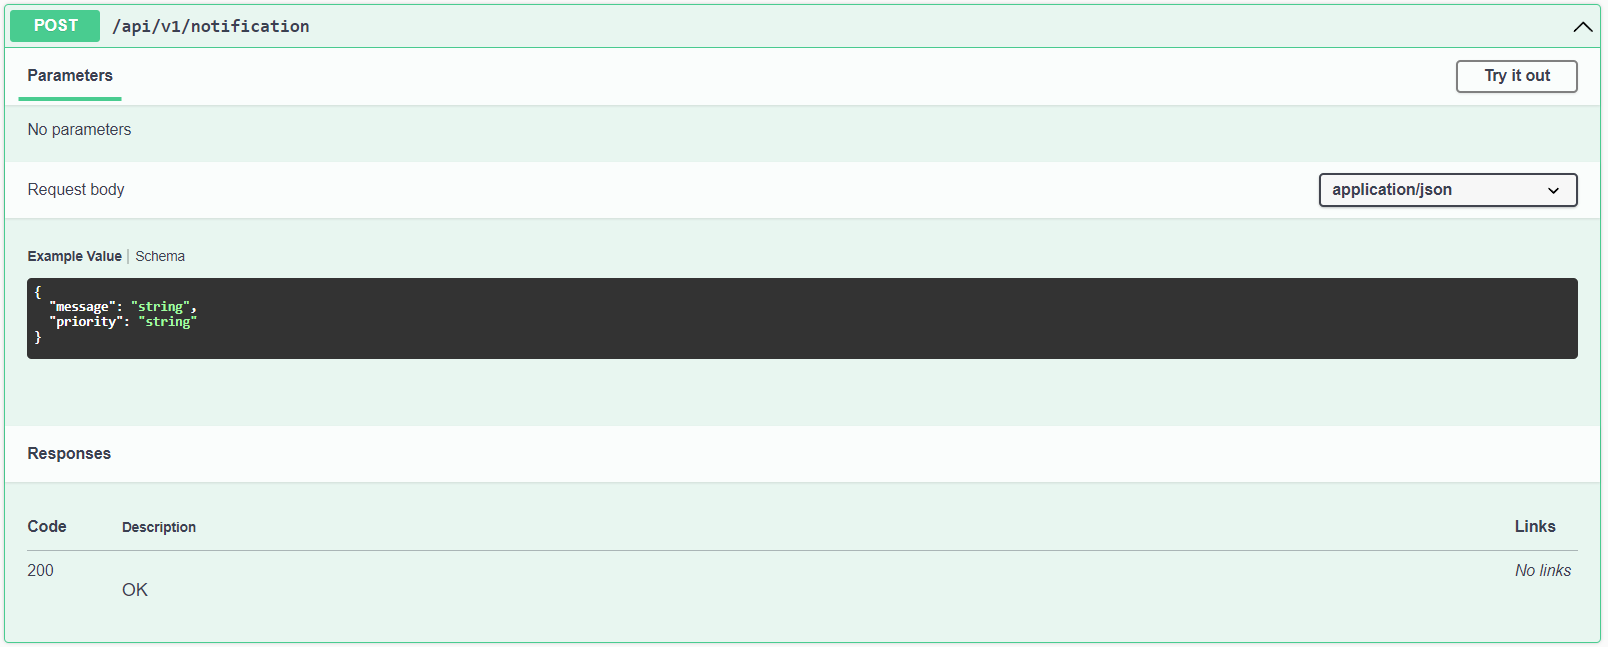 POST /api/v1/notification
Parameters Try it out
No parameters
Request body application/json
Example Value | Schema
{
  "message": "string",
  "priority": "string"
}
Responses
Code Description Links
200 No links
OK